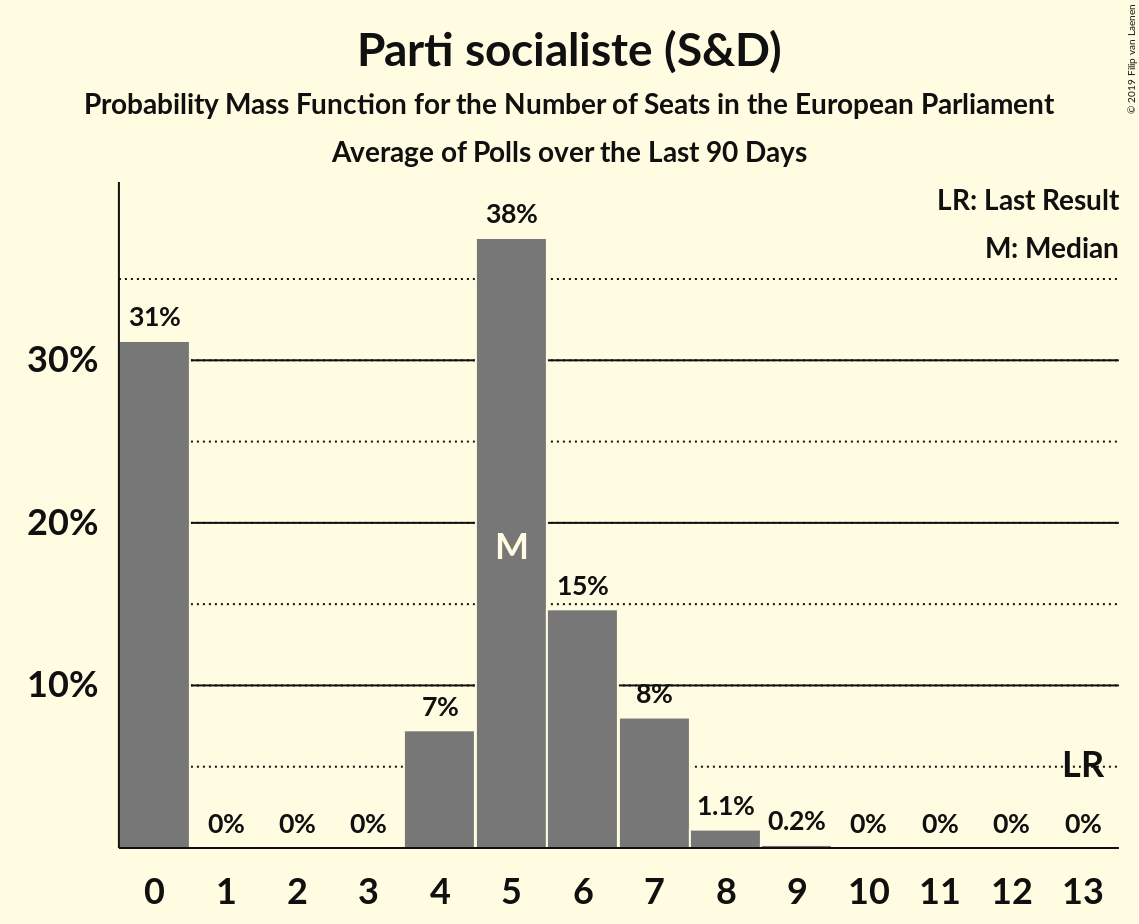 Parti socialiste (S&D)
Probability Mass Function for the Number of Seats in the European Parliament
Average of Polls over the Last 90 Days
© 2019 Filip van Laenen
LR: Last Result
M: Median
38%
31%
30%
20%
M
15%
10%
8%
7%
LR
1.1%
0.2%
0% 0% 0% 0% 0% 0% 0%
0 1 2 3 4 5 6 7 8 9 10 11 12 13